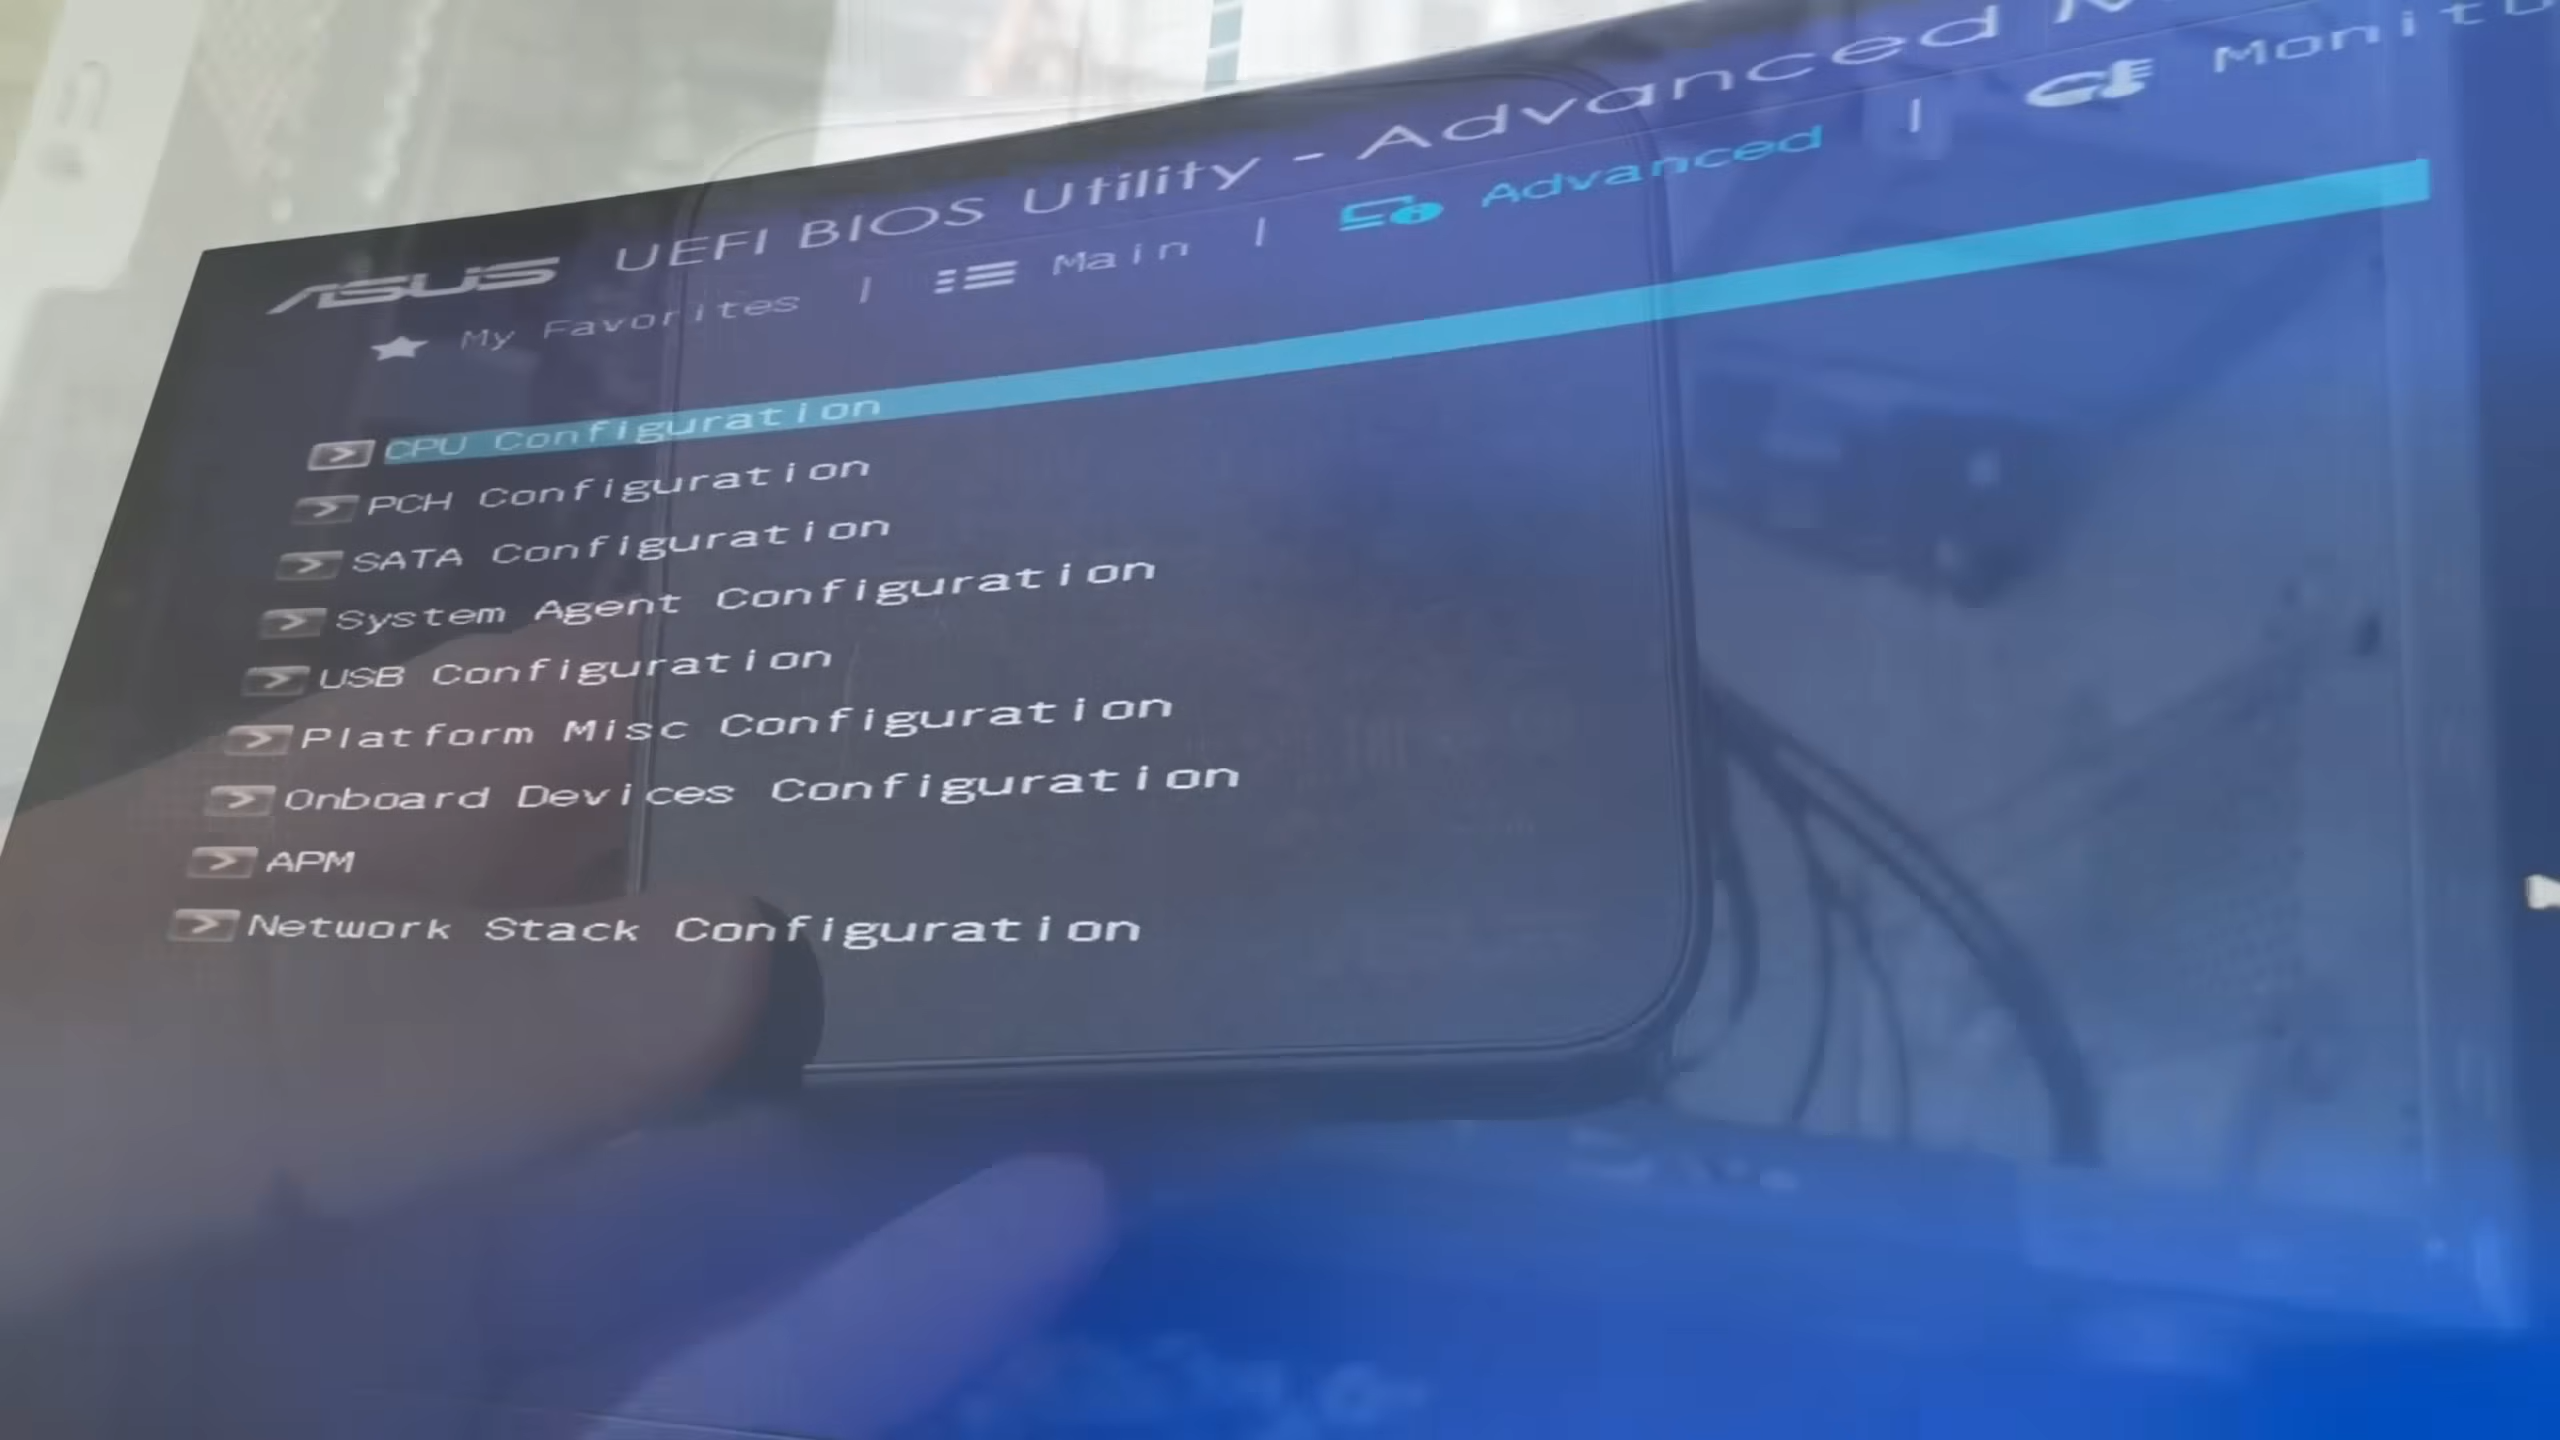 ASUS UEFI BIOS Utility - Advanced
My Favorites | Main | Advanced |
CPU Configuration
PCH Configuration
SATA Configuration
System Agent Configuration
USB Configuration
Platform Misc Configuration
Onboard Devices Configuration
APM
Network Stack Configuration